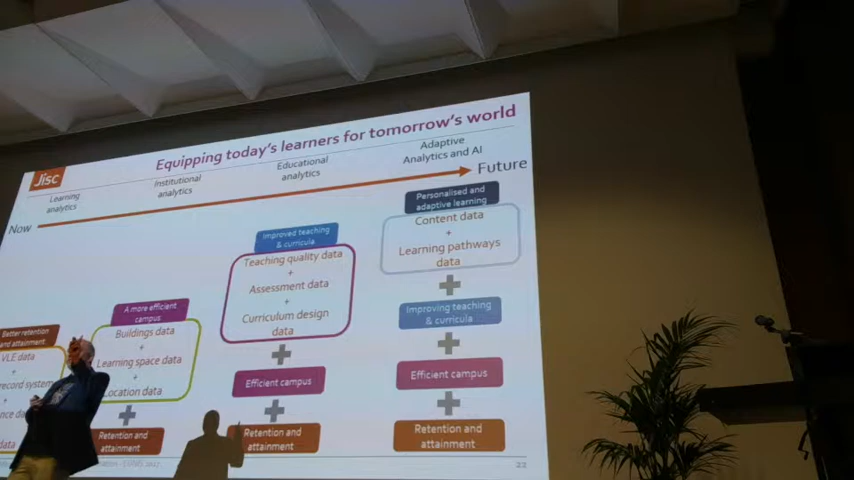 Equipping today's learners for tomorrow's world
Jisc
Learning
analytics
Institutional
analytics
Educational
analytics
Adaptive
Analytics and AI
Now
Future
Better retention
and attainment
VLE data
+
record system
data
A more efficient
campus
Buildings data
+
Learning space data
+
Location data
+
Retention and
attainment
Improved teaching
& curricula
Teaching quality data
+
Assessment data
+
Curriculum design
data
+
Efficient campus
+
Retention and
attainment
Personalised and
adaptive learning
Content data
+
Learning pathways
data
+
Improving teaching
& curricula
+
Efficient campus
+
Retention and
attainment
22